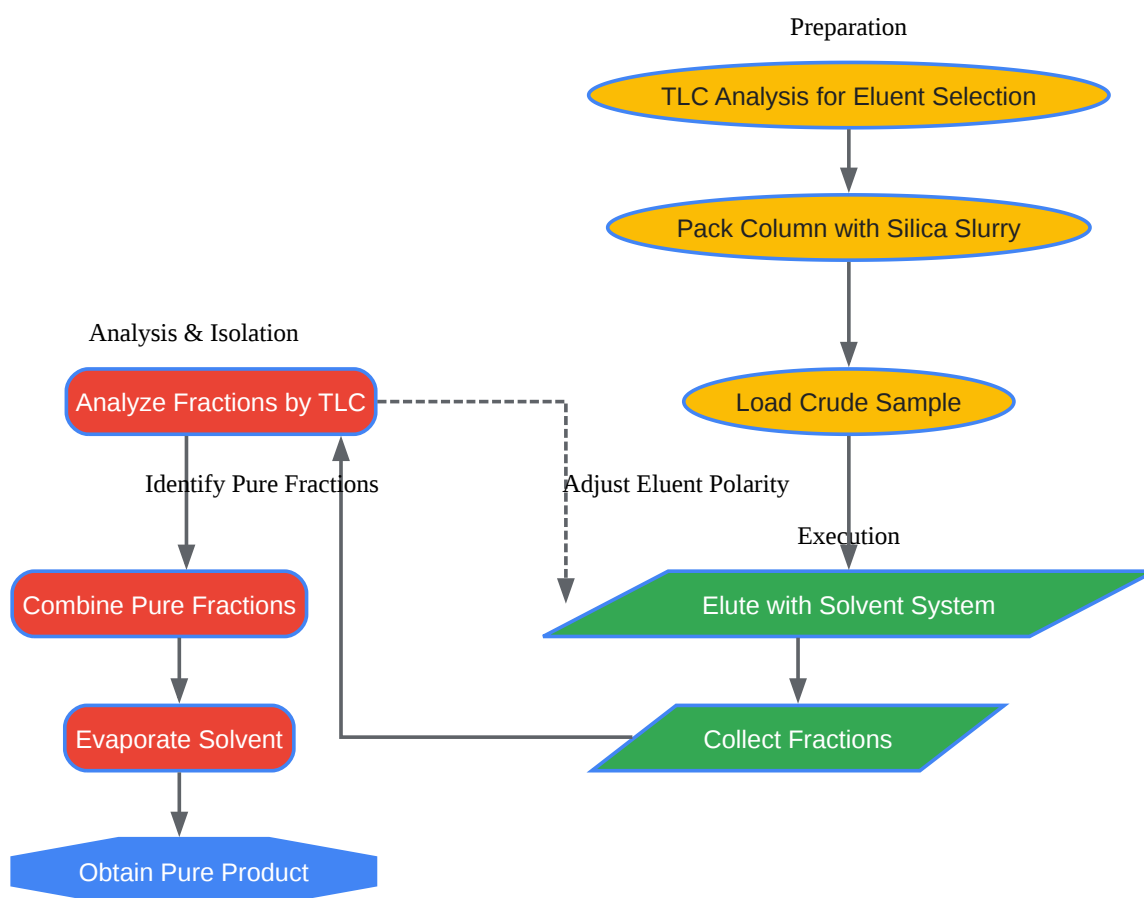 Preparation
TLC Analysis for Eluent Selection
Pack Column with Silica Slurry
Analysis & Isolation
Analyze Fractions by TLC
Load Crude Sample
Identify Pure Fractions
Adjust Eluent Polarity
Execution
Combine Pure Fractions
Elute with Solvent System
Evaporate Solvent
Collect Fractions
Obtain Pure Product